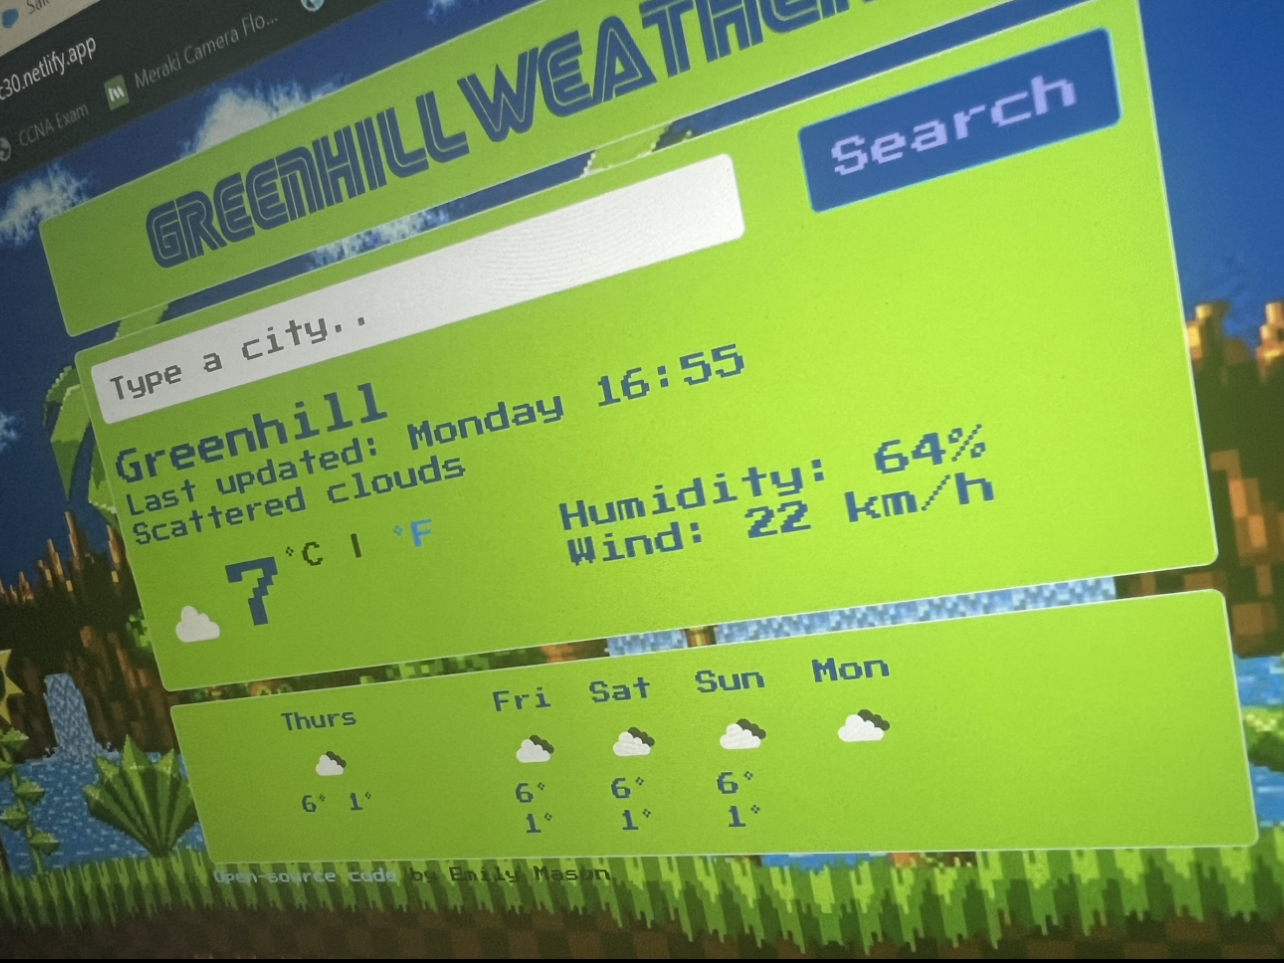 c30.netlify.app
CCNA Exam
Meraki Camera Flo...
GREENHILL WEATHER
Search
Type a city..
Greenhill
Last updated: Monday 16:55
Scattered clouds
Humidity: 64%
Wind: 22 km/h
7 °C | °F
Thurs Fri Sat Sun Mon
6° 1° 6° 6° 6°
1° 1° 1°
Open-source code by Emily Mason